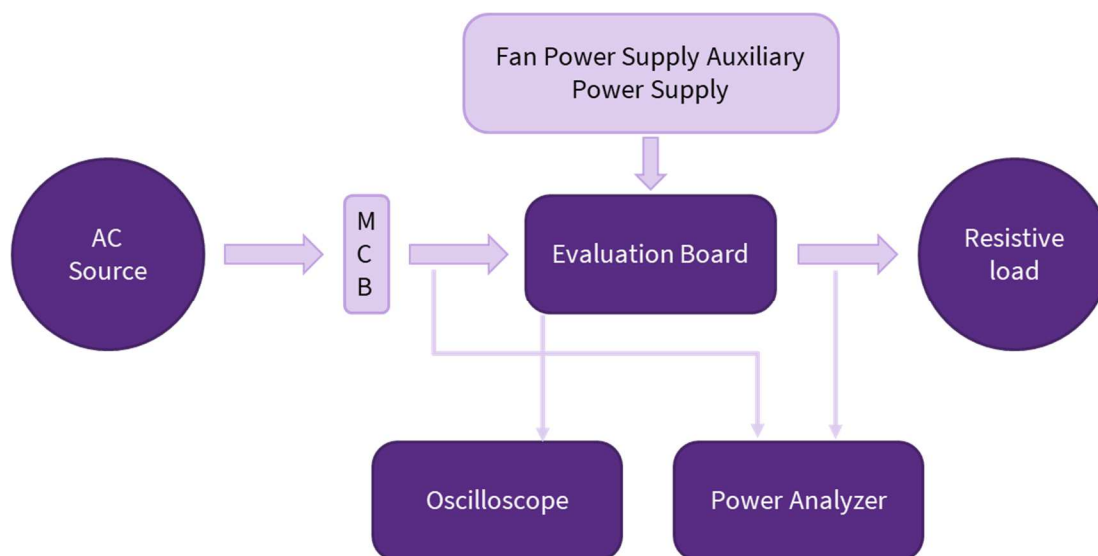 Fan Power Supply Auxiliary
Power Supply
AC
Source
M
C
B
Evaluation Board
Resistive
load
Oscilloscope
Power Analyzer